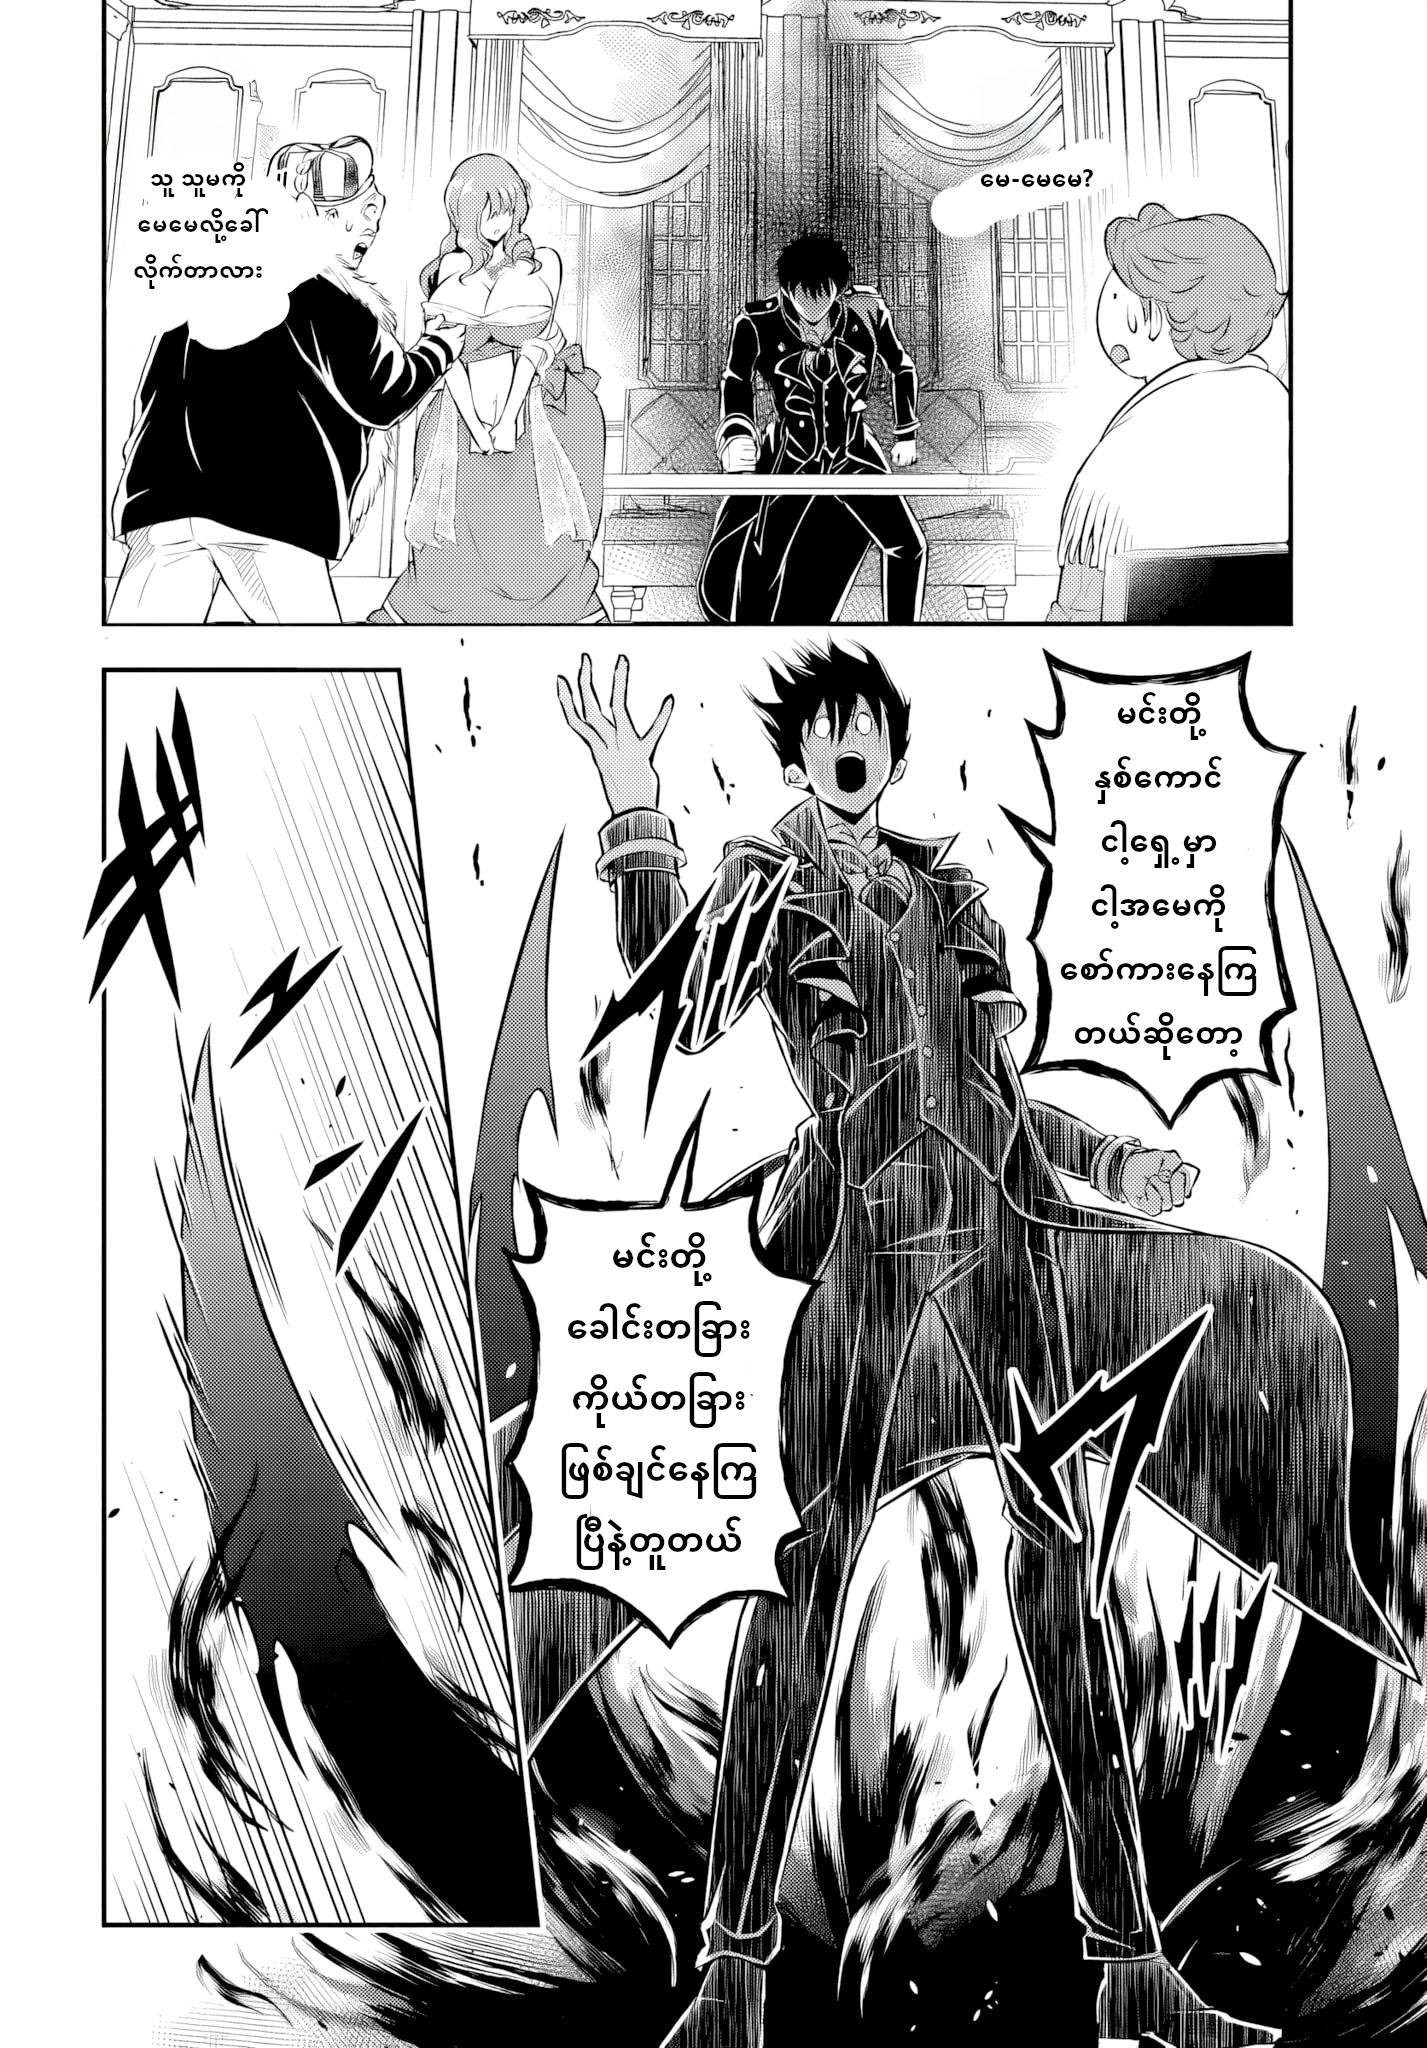 မေ-မေမေ?
သူ သူမကို
မေမေလို့ခေါ်
လိုက်တာလား
မင်းတို့
နှစ်ကောင်
ငါ့ရှေ့မှာ
ငါ့အမေကို
စော်ကားနေကြ
တယ်ဆိုတော့
မင်းတို့
ခေါင်းတခြား
ကိုယ်တခြား
ဖြစ်ချင်နေကြ
ပြီနဲ့တူတယ်